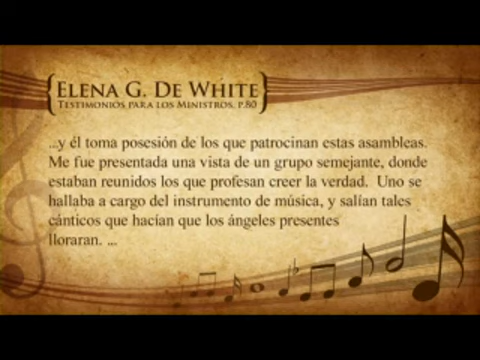 {ELENA G. DE WHITE}
TESTIMONIOS PARA LOS MINISTROS, P.80
...y él toma posesión de los que patrocinan estas asambleas.
Me fue presentada una vista de un grupo semejante, donde
estaban reunidos los que profesan creer la verdad. Uno se
hallaba a cargo del instrumento de música, y salían tales
cánticos que hacían que los ángeles presentes
lloraran. ...